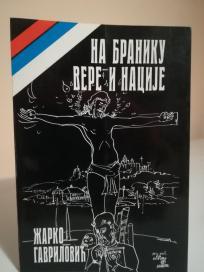 НА БРАНИКУ
ВЕРЕ И НАЦИЈЕ
ЖАРКО
ГАВРИЛОВИЋ